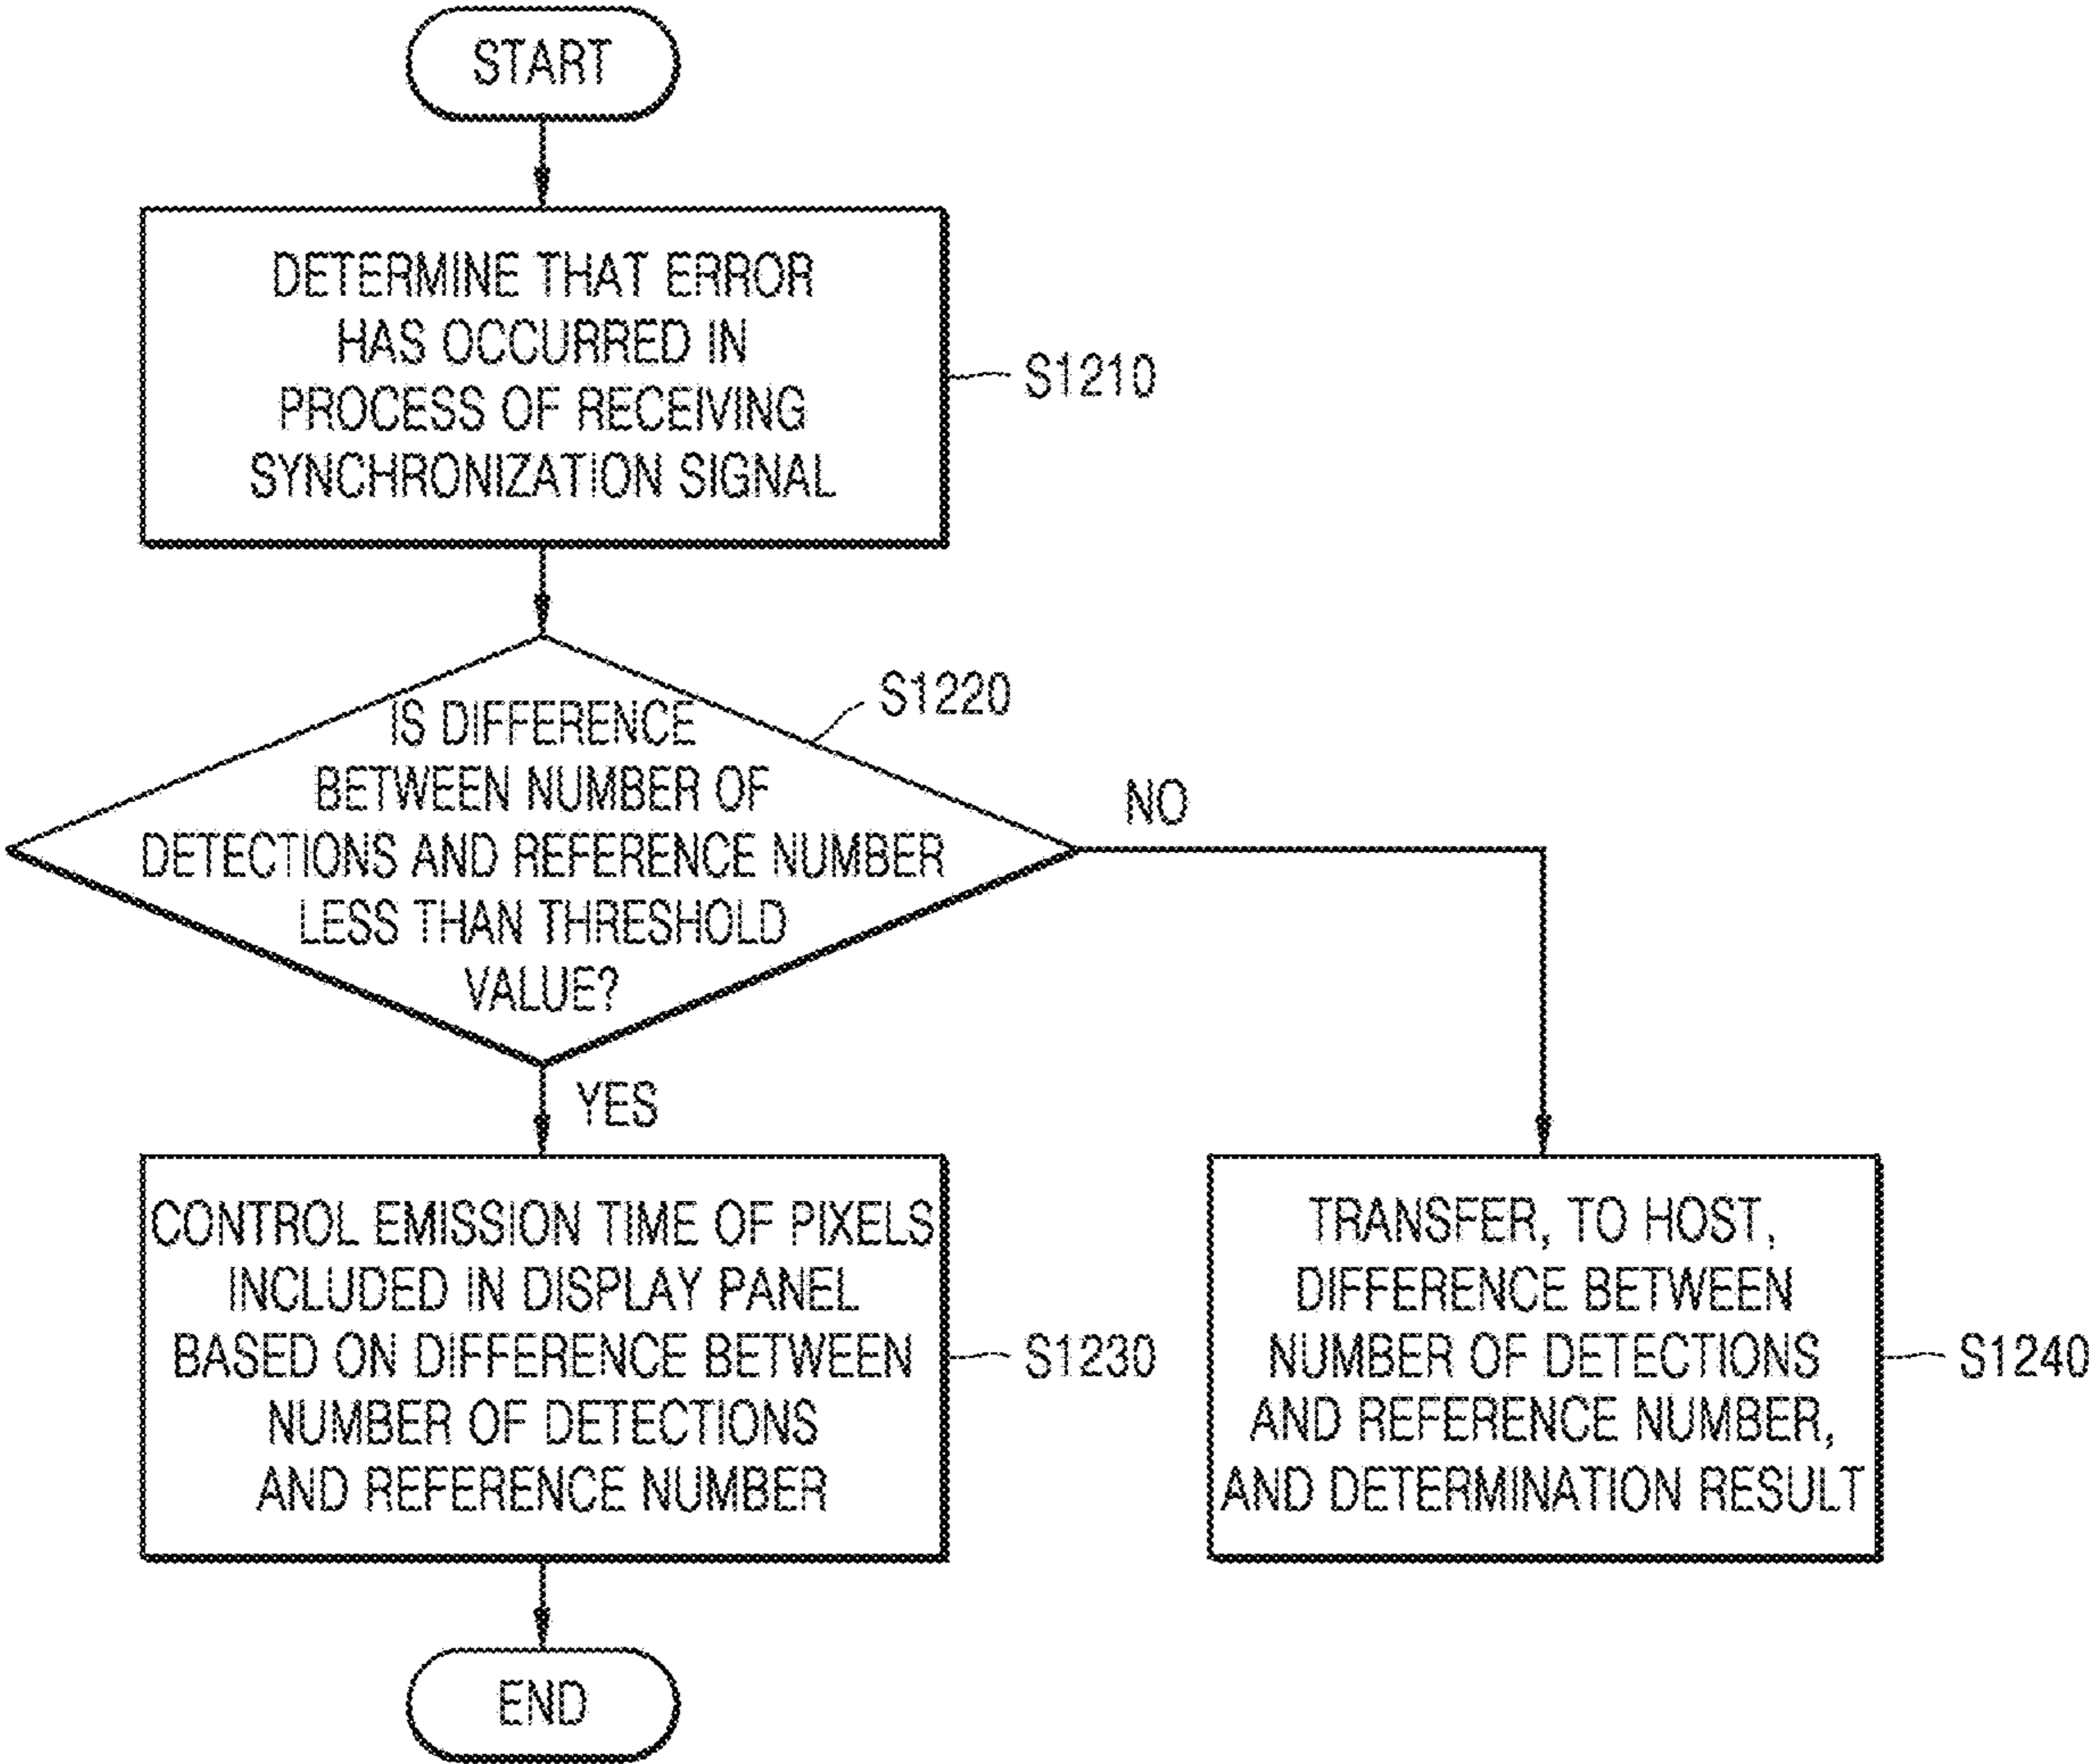 START
DETERMINE THAT ERROR
HAS OCCURRED IN
PROCESS OF RECEIVING
SYNCHRONIZATION SIGNAL
S1210
S1220
IS DIFFERENCE
BETWEEN NUMBER OF
DETECTIONS AND REFERENCE NUMBER
LESS THAN THRESHOLD
VALUE?
NO
YES
CONTROL EMISSION TIME OF PIXELS
INCLUDED IN DISPLAY PANEL
BASED ON DIFFERENCE BETWEEN
NUMBER OF DETECTIONS
AND REFERENCE NUMBER
S1230
TRANSFER, TO HOST,
DIFFERENCE BETWEEN
NUMBER OF DETECTIONS
AND REFERENCE NUMBER,
AND DETERMINATION RESULT
S1240
END